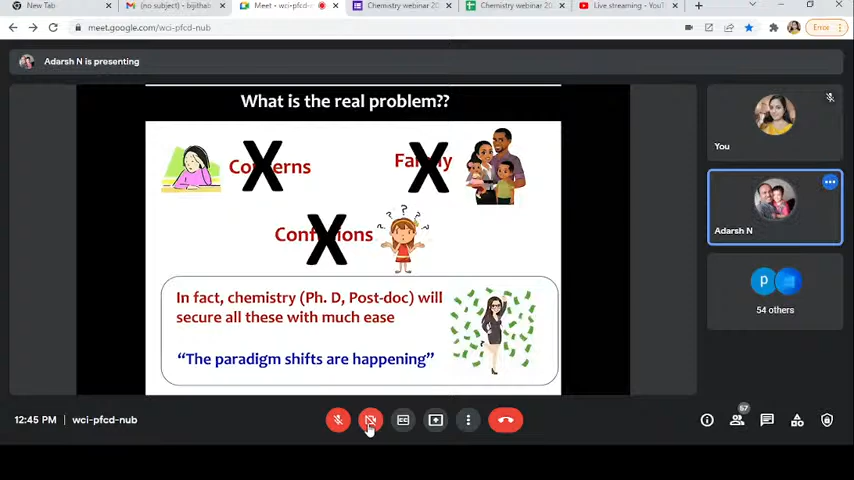 New Tab
(no subject) - bijithab
Meet - wci-pfcd
Chemistry webinar 20
Chemistry webinar 20
Live streaming - YouT
meet.google.com/wci-pfcd-nub
Error
Adarsh N is presenting
What is the real problem??
Concerns
X
Family
X
Confusions
X
In fact, chemistry (Ph. D, Post-doc) will
secure all these with much ease
“The paradigm shifts are happening”
You
Adarsh N
P
54 others
12:45 PM | wci-pfcd-nub
57